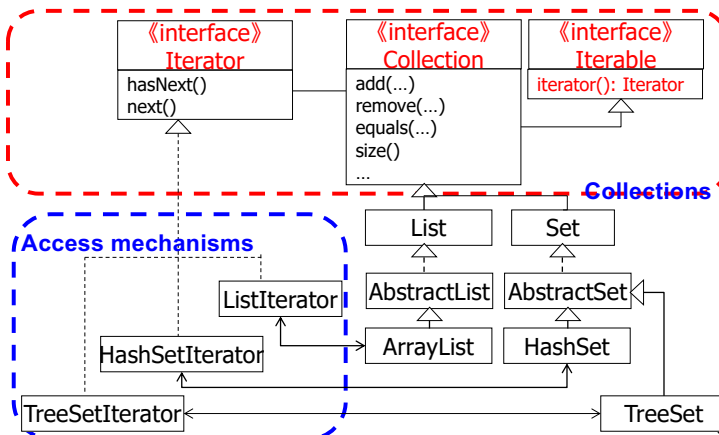 《interface》
Iterator
hasNext()
next()
《interface》
Collection
add(...)
remove(...)
equals(...)
size()
...
《interface》
Iterable
iterator(): Iterator
Collections
Access mechanisms
List
Set
ListIterator
AbstractList
AbstractSet
HashSetIterator
ArrayList
HashSet
TreeSetIterator
TreeSet